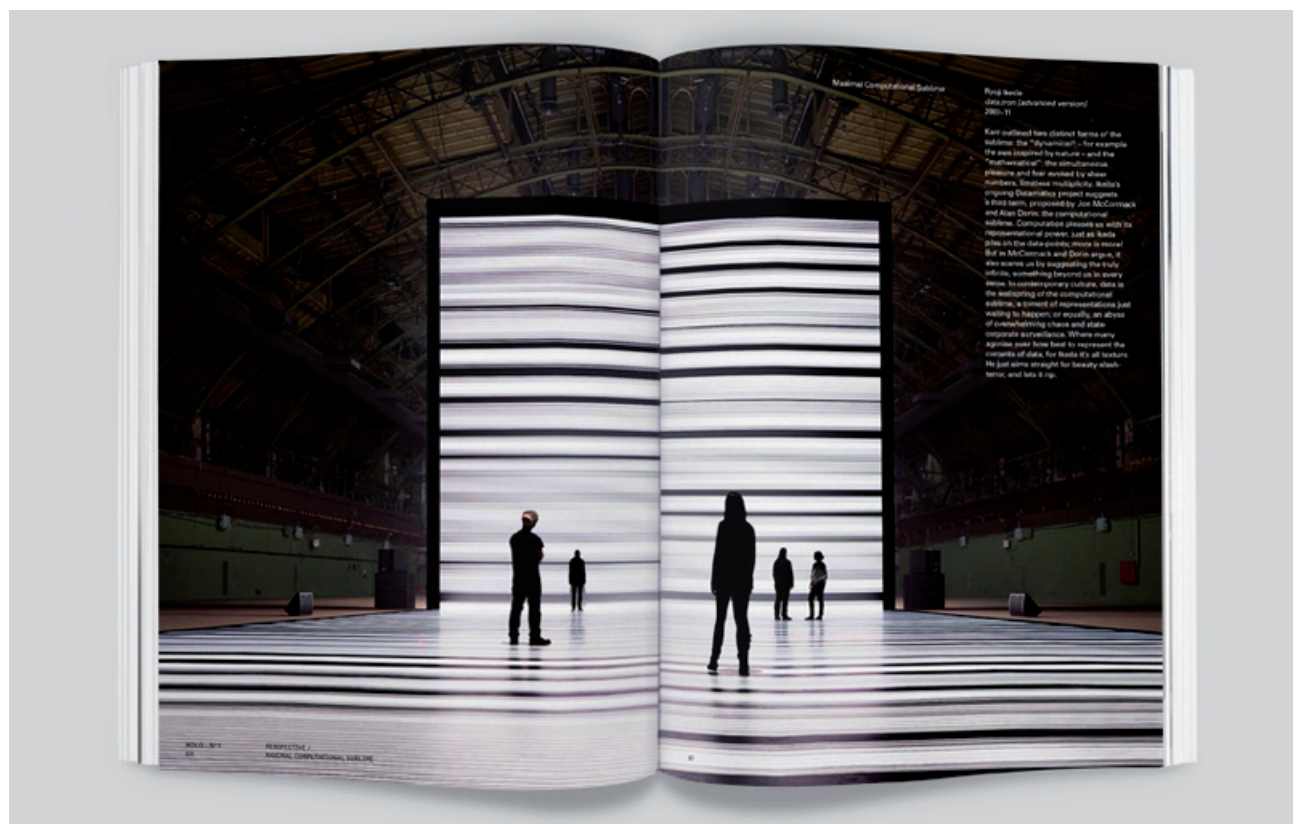 Maximal Computational Sublime
Ryoji Ikeda
data.tron [advanced version]
Kant outlined two distinct forms of the
sublime: the "dynamical" – for example
the awe inspired by nature – and the
"mathematical": the simultaneous
pleasure and fear evoked by sheer
numbers, limitless multiplicity. Ikeda's
ongoing Datamatics project suggests
a third term, proposed by Jon McCormack
and Alan Dorin: the computational
sublime. Computation pleases us with its
representational power; just as Ikeda
piles on the data-points; more is more!
But as McCormack and Dorin argue, it
also scares us by suggesting the truly
infinite, something beyond us in every
sense. In contemporary culture, data is
the wellspring of the computational
sublime, a torrent of representations just
waiting to happen; or equally, an abyss
of overwhelming chaos and state-
corporate surveillance. Where many
agonise over how best to represent the
contents of data, for Ikeda it's all texture.
He just aims straight for beauty-slash-
terror, and lets it rip.
HOLO – Nº1
PERSPECTIVE /
MAXIMAL COMPUTATIONAL SUBLIME